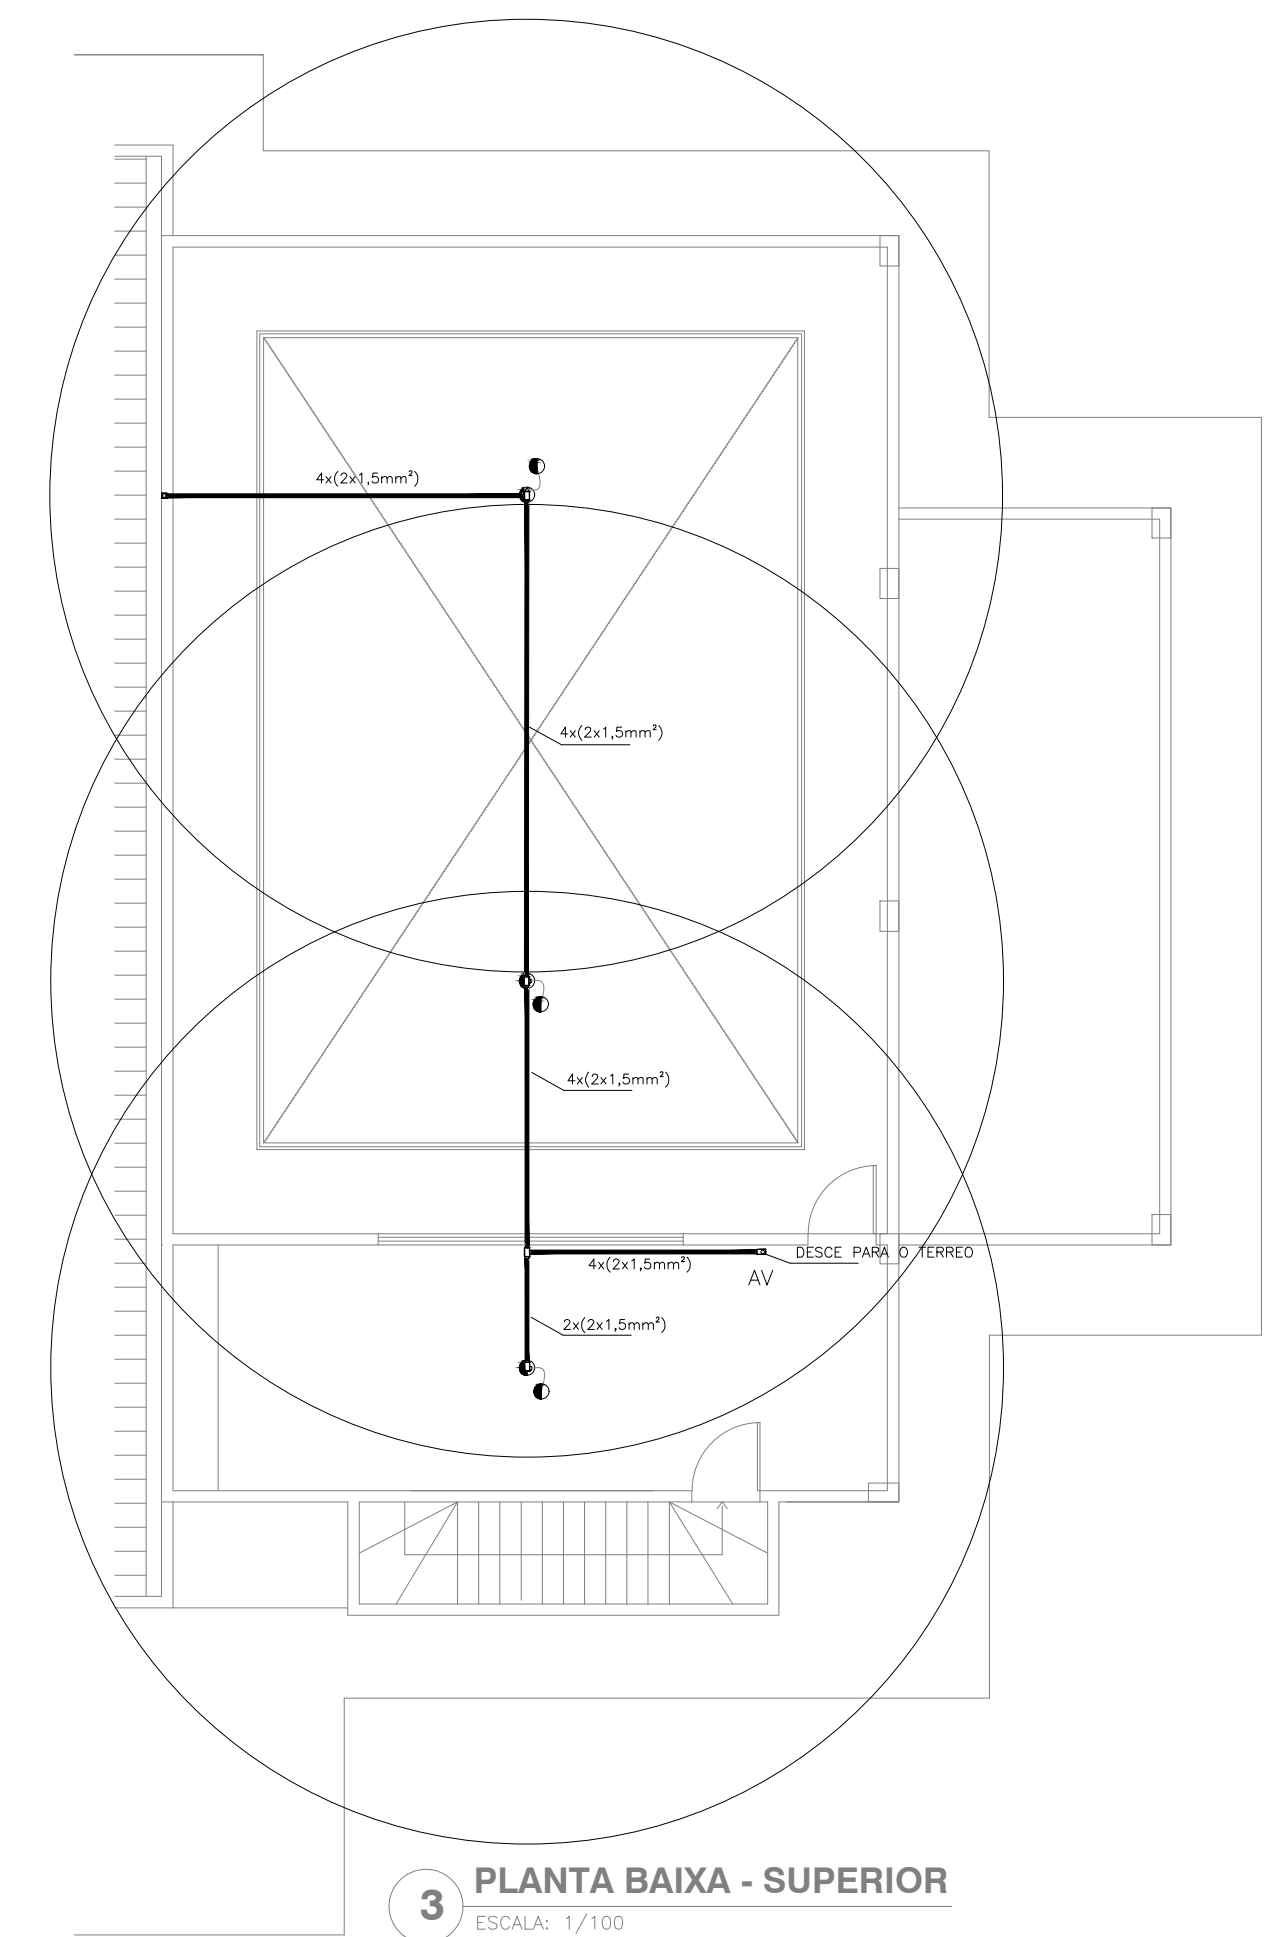 4x(2x1,5mm²)
4x(2x1,5mm²)
4x(2x1,5mm²)
DESCE PARA O TERREO
4x(2x1,5mm²)
AV
2x(2x1,5mm²)
3
PLANTA BAIXA - SUPERIOR
ESCALA: 1/100